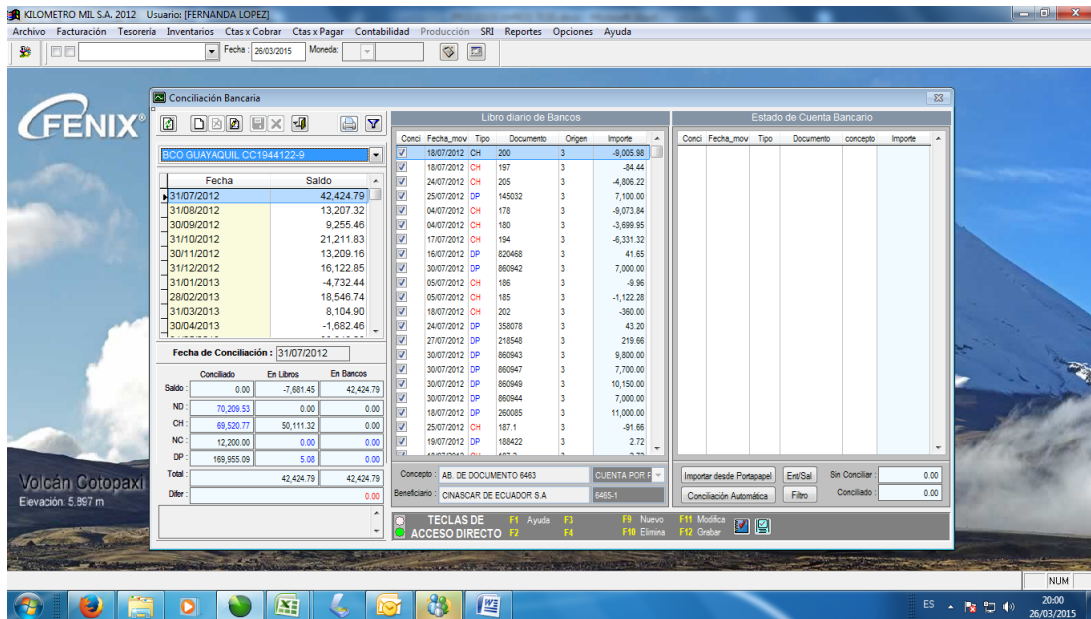 KILOMETRO MIL S.A. 2012 Usuario: [FERNANDA LOPEZ]
Archivo Facturación Tesorería Inventarios Ctas x Cobrar Ctas x Pagar Contabilidad Producción SRI Reportes Opciones Ayuda
Fecha : 26/03/2015 Moneda:
FENIX®
Conciliación Bancaria
BCO GUAYAQUIL CC1944122-9
Fecha Saldo
31/07/2012 42,424.79
31/08/2012 13,207.32
30/09/2012 9,255.46
31/10/2012 21,211.83
30/11/2012 13,209.16
31/12/2012 16,122.85
31/01/2013 -4,732.44
28/02/2013 18,546.74
31/03/2013 8,104.90
30/04/2013 -1,682.46
Fecha de Conciliación : 31/07/2012
Conciliado En Libros En Bancos
Saldo : 0.00 -7,681.45 42,424.79
ND : 70,209.53 0.00 0.00
CH : 69,520.77 50,111.32 0.00
NC : 12,200.00 0.00 0.00
DP : 169,955.09 5.08 0.00
Total : 42,424.79 42,424.79
Difer : 0.00
Libro diario de Bancos
Conci Fecha_mov Tipo Documento Origen Importe
18/07/2012 CH 200 3 -9,005.98
18/07/2012 CH 197 3 -84.44
24/07/2012 CH 205 3 -4,806.22
25/07/2012 DP 145032 3 7,100.00
04/07/2012 CH 178 3 -9,073.84
04/07/2012 CH 180 3 -3,699.95
17/07/2012 CH 194 3 -6,331.32
16/07/2012 DP 820468 3 41.65
30/07/2012 DP 860942 3 7,000.00
05/07/2012 CH 186 3 -9.96
05/07/2012 CH 185 3 -1,122.28
18/07/2012 CH 202 3 -360.00
24/07/2012 DP 358078 3 43.20
27/07/2012 DP 218548 3 219.66
30/07/2012 DP 860943 3 9,800.00
30/07/2012 DP 860947 3 7,700.00
30/07/2012 DP 860949 3 10,150.00
30/07/2012 DP 860944 3 7,000.00
18/07/2012 DP 260085 3 11,000.00
25/07/2012 CH 187.1 3 -91.66
19/07/2012 DP 188422 3 2.72
Concepto : AB. DE DOCUMENTO 6463 CUENTA POR F
Beneficiario : CINASCAR DE ECUADOR S.A 6465-1
Estado de Cuenta Bancario
Conci Fecha_mov Tipo Documento concepto Importe
Importar desde Portapapel Ent/Sal Sin Conciliar : 0.00
Conciliación Automática Filtro Conciliado : 0.00
TECLAS DE F1 Ayuda F3 F9 Nuevo F11 Modifica
ACCESO DIRECTO F2 F4 F10 Elimina F12 Grabar
Volcán Cotopaxi
Elevación: 5,897 m
NUM
ES 20:00
26/03/2015